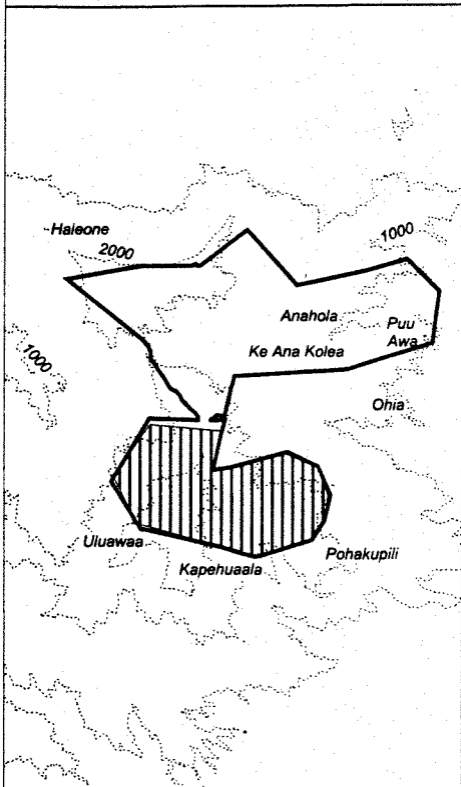 Haleone
2000
1000
Anahola
Puu
Awa
Ke Ana Kolea
1000
Ohia
Uluawaa
Kapehuaala
Pohakupili